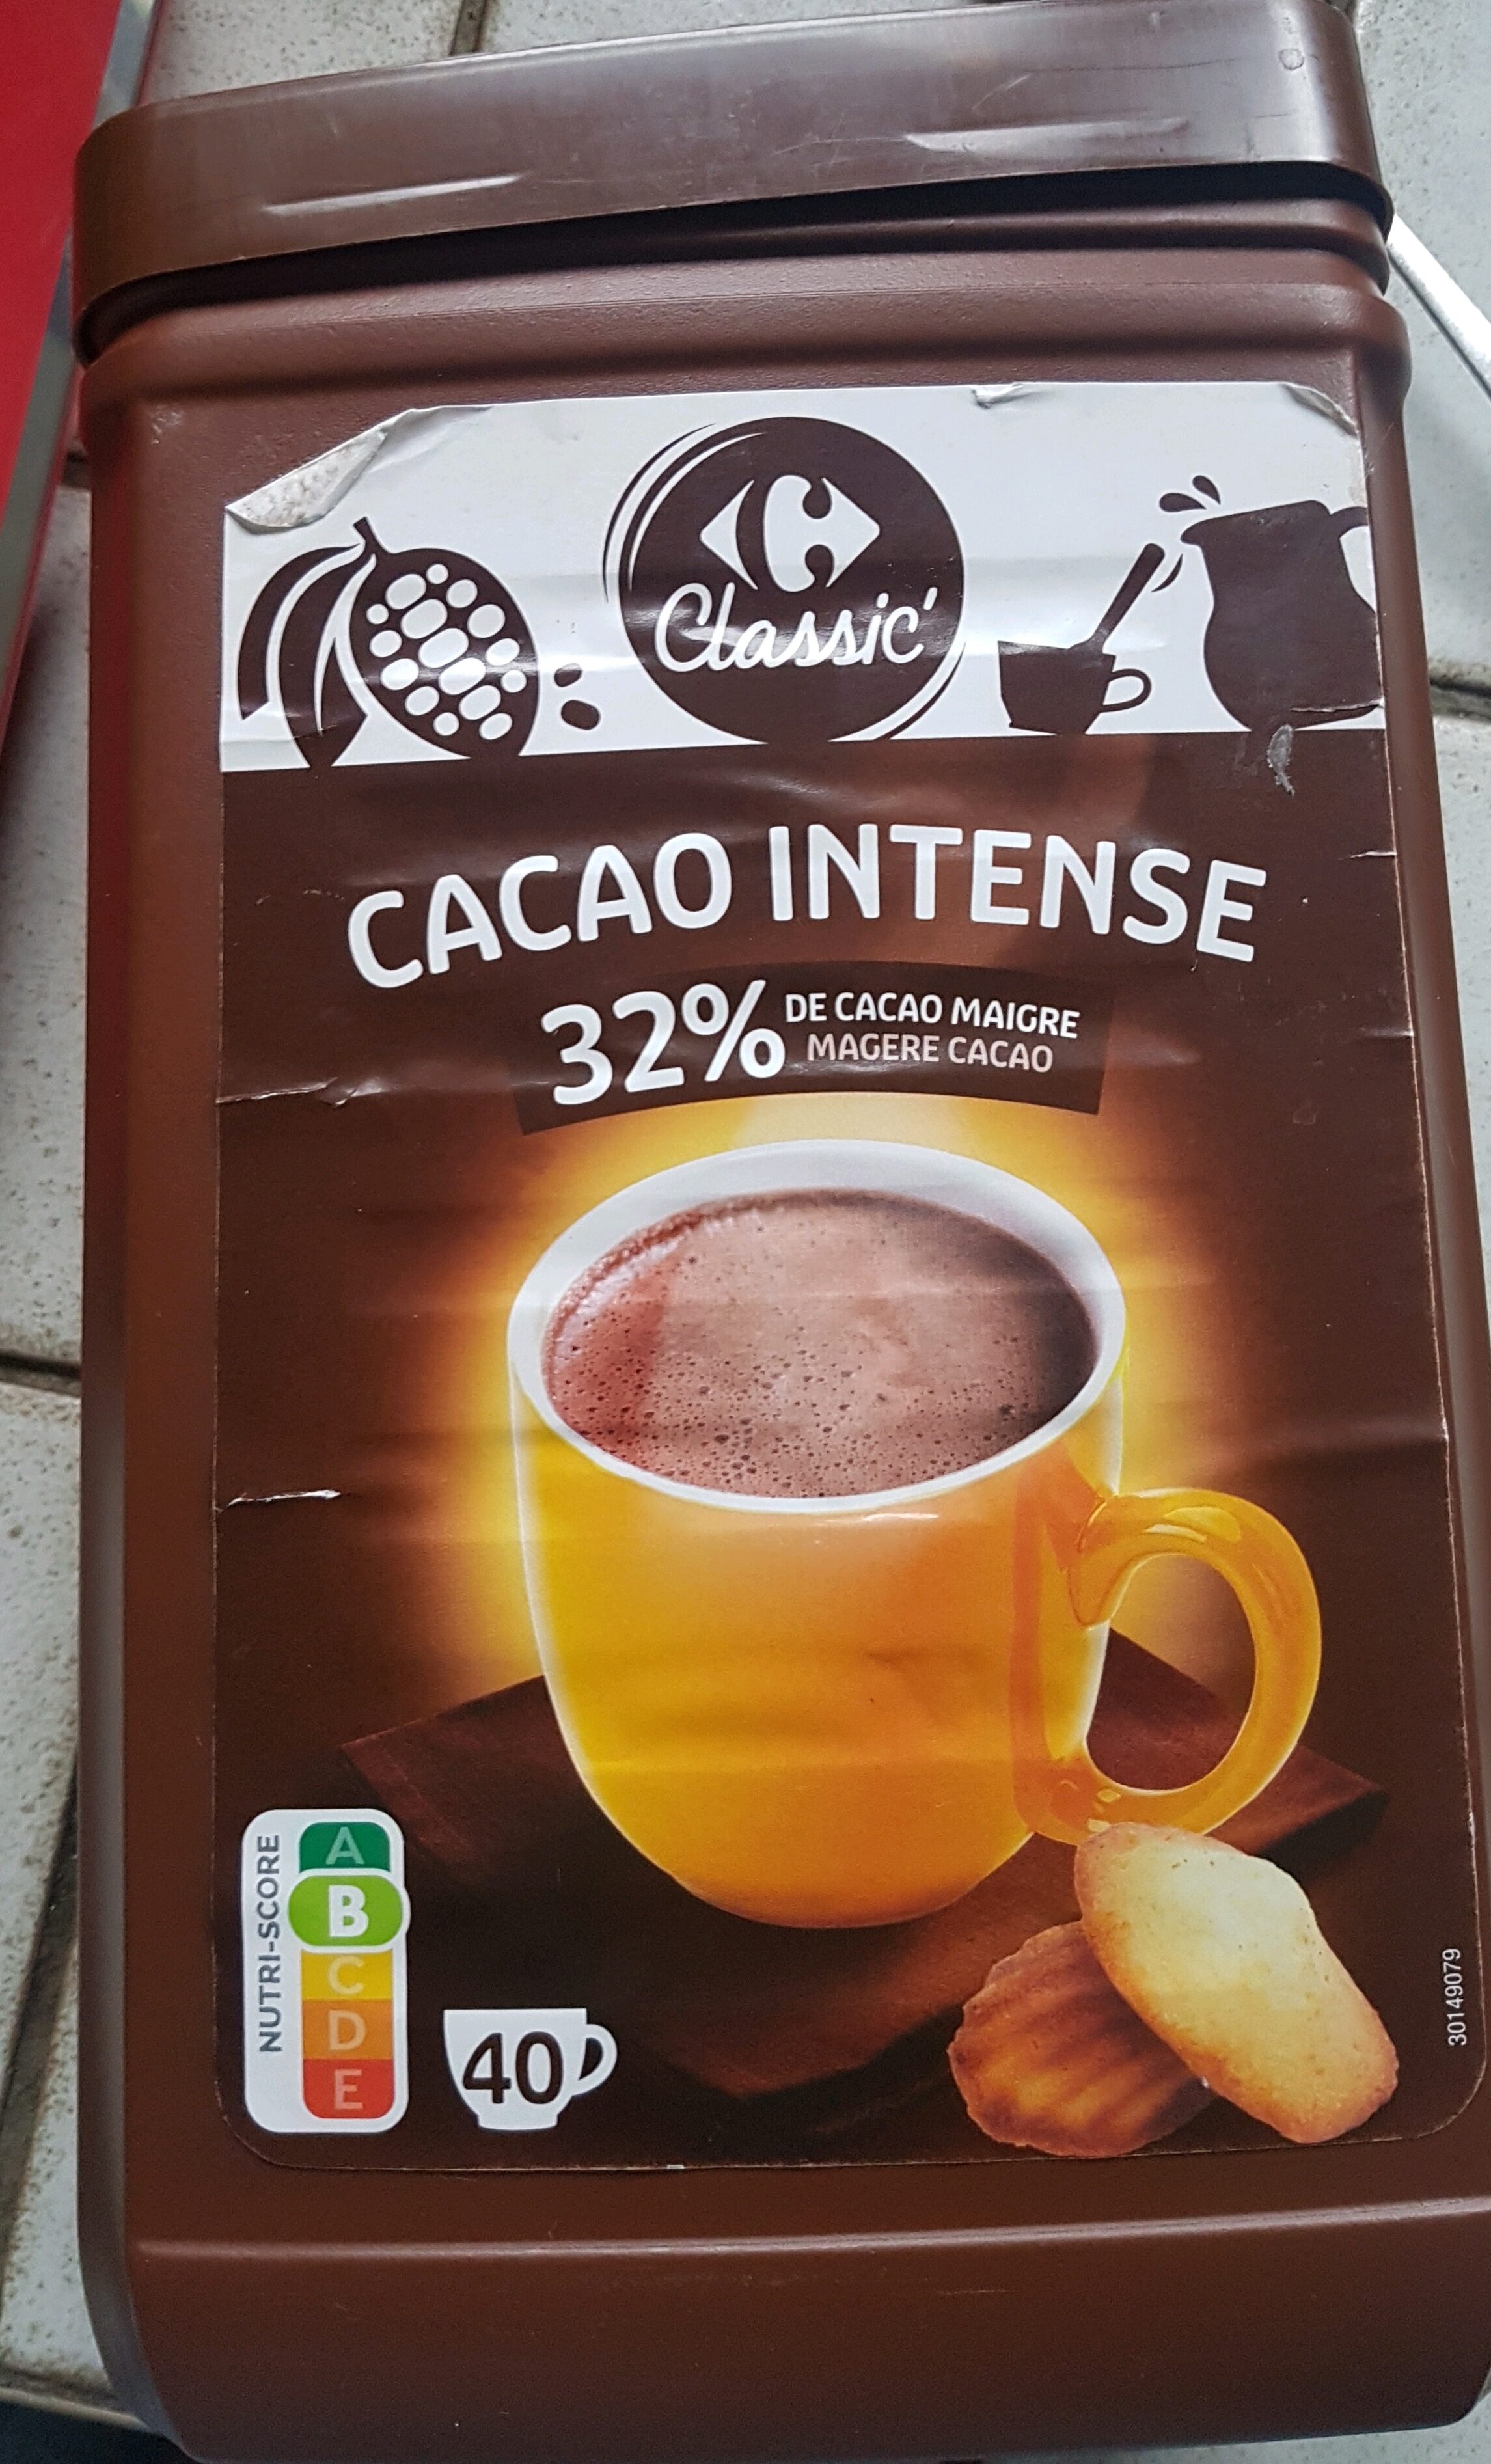 Classic'
CACAO INTENSE
32% DE CACAO MAIGRE
MAGERE CACAO
NUTRI-SCORE
A
B
C
D
E
40
30149079